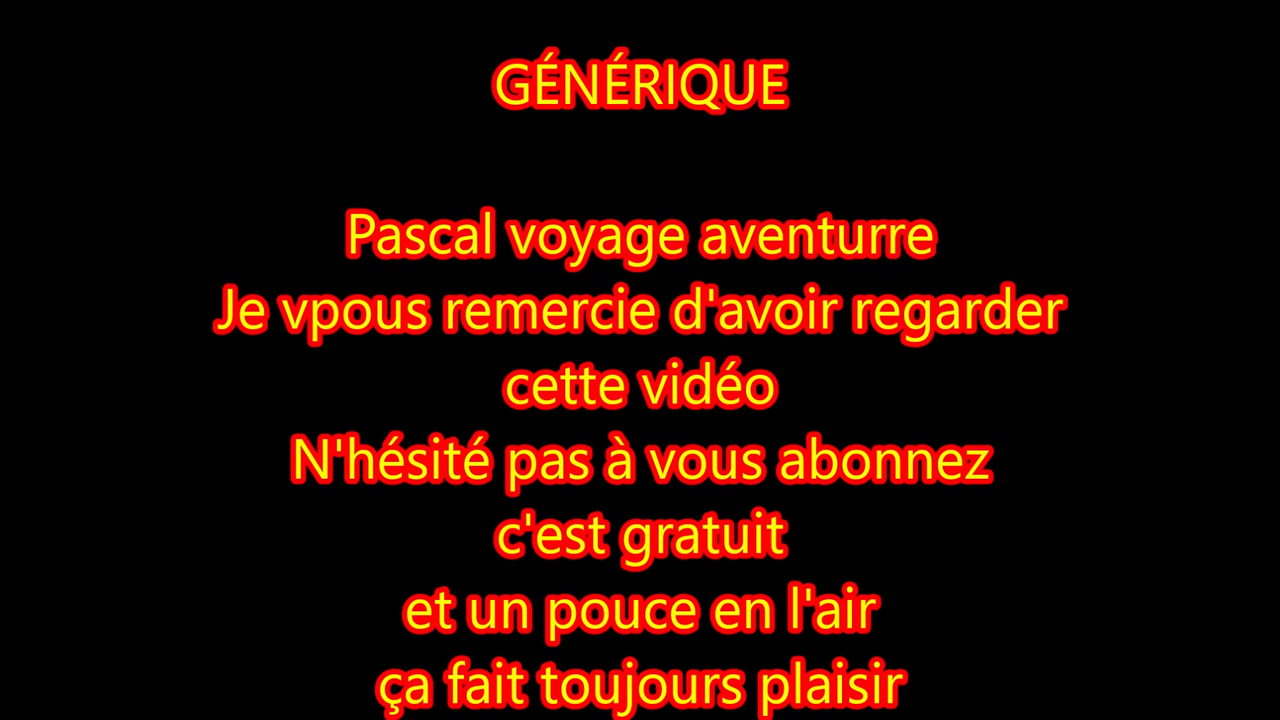 GÉNÉRIQUE
Pascal voyage aventurre
Je vpous remercie d'avoir regarder
cette vidéo
N'hésité pas à vous abonnez
c'est gratuit
et un pouce en l'air
ça fait toujours plaisir